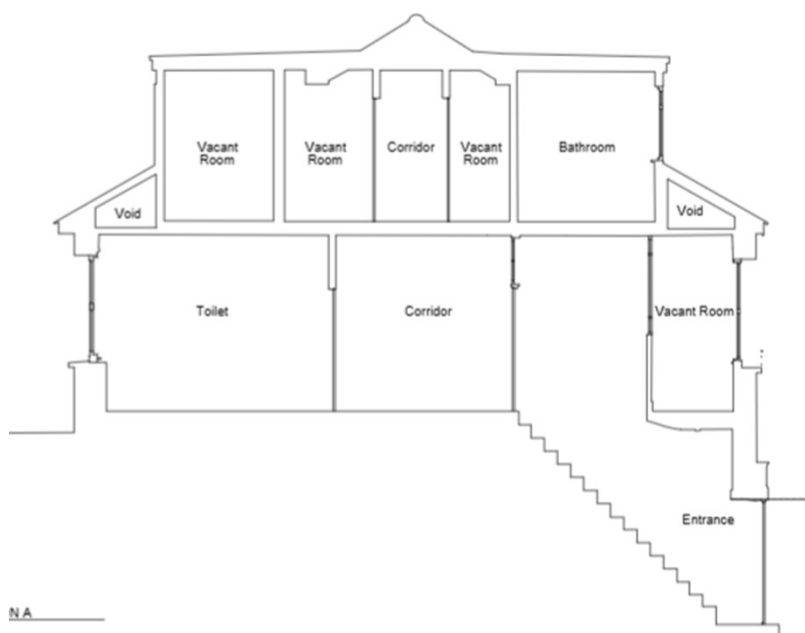 Vacant
Room
Vacant
Room
Corridor
Vacant
Room
Bathroom
Void
Void
Toilet
Corridor
Vacant Room
Entrance
N A